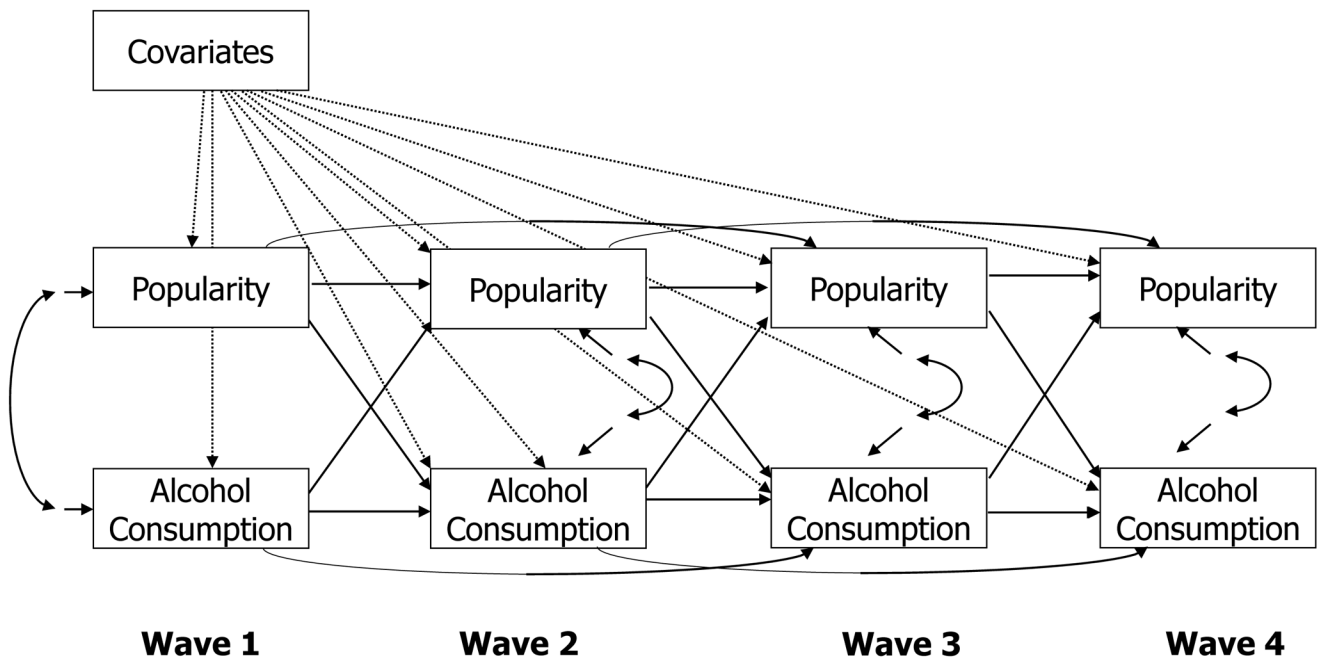 Covariates
Popularity
Popularity
Popularity
Popularity
Alcohol
Consumption
Alcohol
Consumption
Alcohol
Consumption
Alcohol
Consumption
Wave 1
Wave 2
Wave 3
Wave 4